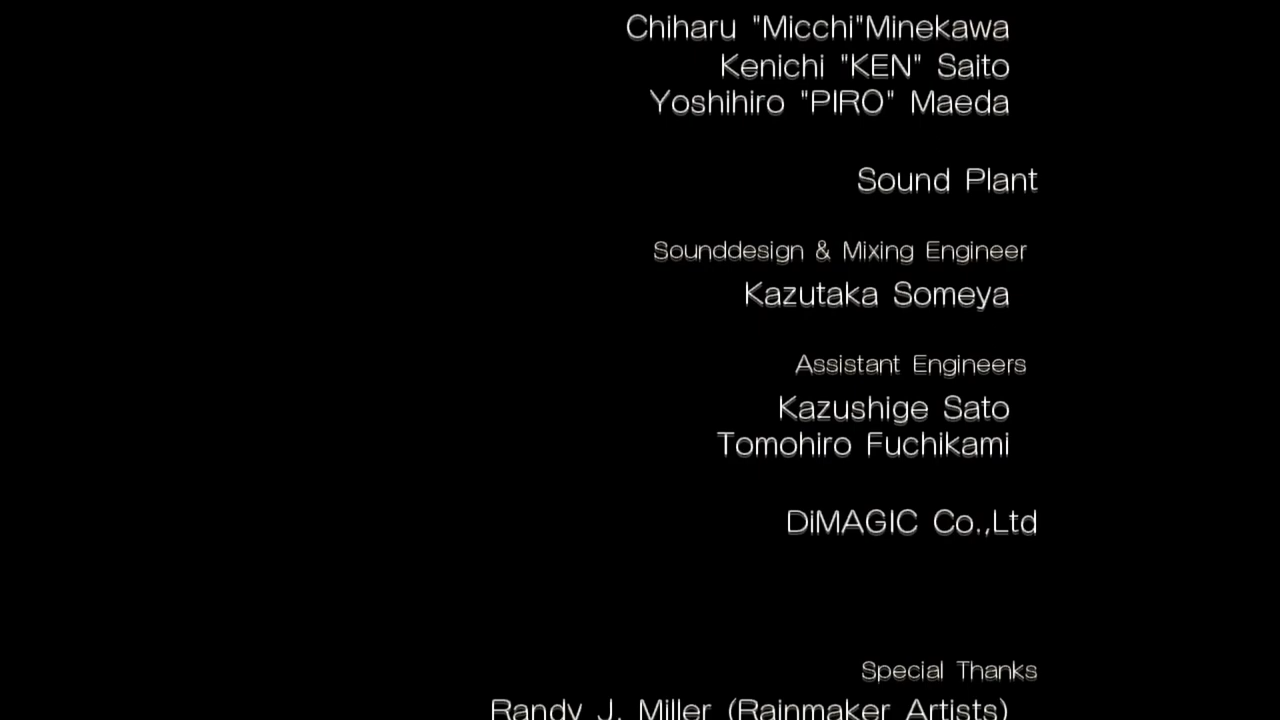 Chiharu "Micchi"Minekawa
Kenichi "KEN" Saito
Yoshihiro "PIRO" Maeda
Sound Plant
Sounddesign & Mixing Engineer
Kazutaka Someya
Assistant Engineers
Kazushige Sato
Tomohiro Fuchikami
DiMAGIC Co.,Ltd
Special Thanks
Randy J. Miller (Rainmaker Artists)